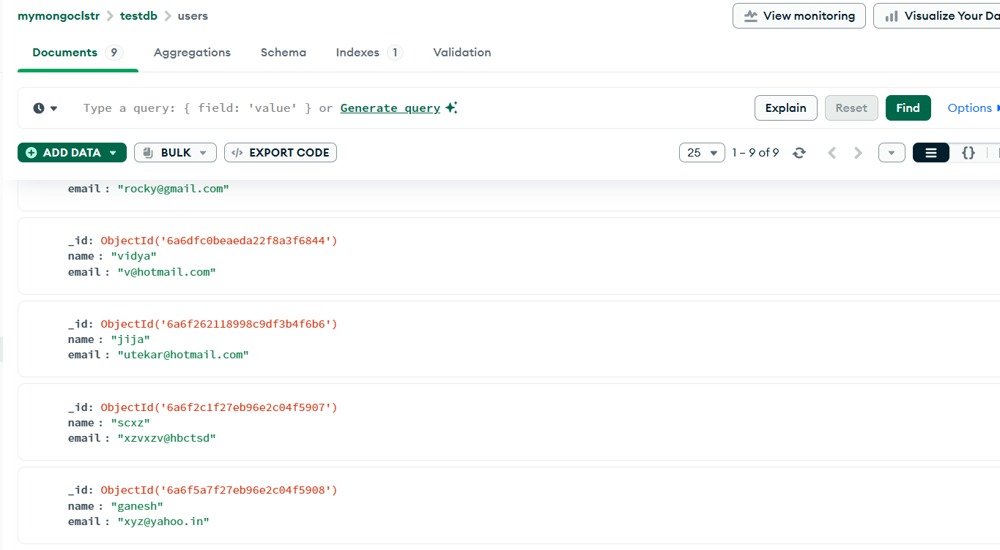 mymongoclstr > testdb > users
View monitoring
Visualize Your Da
Documents 9 Aggregations Schema Indexes 1 Validation
Type a query: { field: 'value' } or Generate query
Explain Reset Find Options
ADD DATA BULK </> EXPORT CODE
25 1 – 9 of 9 {}
email : "rocky@gmail.com"
_id: ObjectId('6a6dfc0beaeda22f8a3f6844')
name : "vidya"
email : "v@hotmail.com"
_id: ObjectId('6a6f262118998c9df3b4f6b6')
name : "jija"
email : "utekar@hotmail.com"
_id: ObjectId('6a6f2c1f27eb96e2c04f5907')
name : "scxz"
email : "xzvxzv@hbctsd"
_id: ObjectId('6a6f5a7f27eb96e2c04f5908')
name : "ganesh"
email : "xyz@yahoo.in"